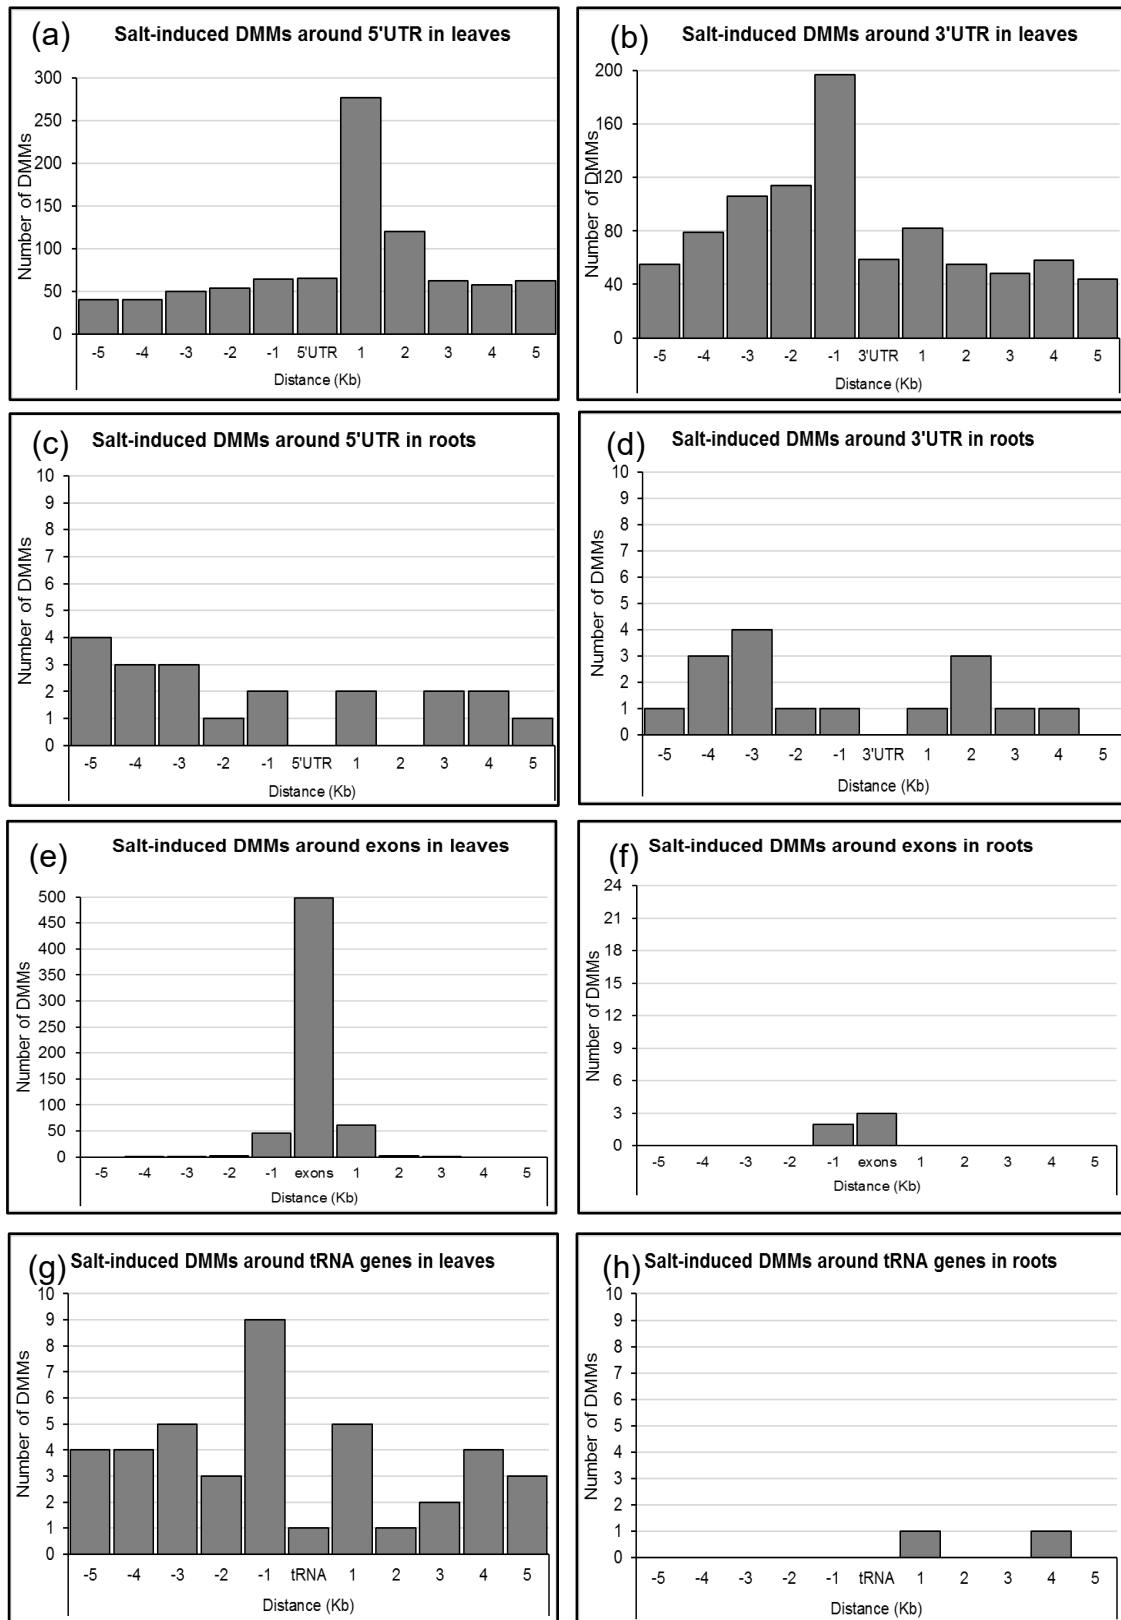 (a) Salt-induced DMMs around 5'UTR in leaves
Number of DMMs
300
250
200
150
100
50
0
-5 -4 -3 -2 -1 5'UTR 1 2 3 4 5
Distance (Kb)
(b) Salt-induced DMMs around 3'UTR in leaves
Number of DMMs
200
160
120
80
40
0
-5 -4 -3 -2 -1 3'UTR 1 2 3 4 5
Distance (Kb)
(c) Salt-induced DMMs around 5'UTR in roots
Number of DMMs
10
9
8
7
6
5
4
3
2
1
0
-5 -4 -3 -2 -1 5'UTR 1 2 3 4 5
Distance (Kb)
(d) Salt-induced DMMs around 3'UTR in roots
Number of DMMs
10
9
8
7
6
5
4
3
2
1
0
-5 -4 -3 -2 -1 3'UTR 1 2 3 4 5
Distance (Kb)
(e) Salt-induced DMMs around exons in leaves
Number of DMMs
500
450
400
350
300
250
200
150
100
50
0
-5 -4 -3 -2 -1 exons 1 2 3 4 5
Distance (Kb)
(f) Salt-induced DMMs around exons in roots
Number of DMMs
24
21
18
15
12
9
6
3
0
-5 -4 -3 -2 -1 exons 1 2 3 4 5
Distance (Kb)
(g) Salt-induced DMMs around tRNA genes in leaves
Number of DMMs
10
9
8
7
6
5
4
3
2
1
0
-5 -4 -3 -2 -1 tRNA 1 2 3 4 5
Distance (Kb)
(h) Salt-induced DMMs around tRNA genes in roots
Number of DMMs
10
9
8
7
6
5
4
3
2
1
0
-5 -4 -3 -2 -1 tRNA 1 2 3 4 5
Distance (Kb)